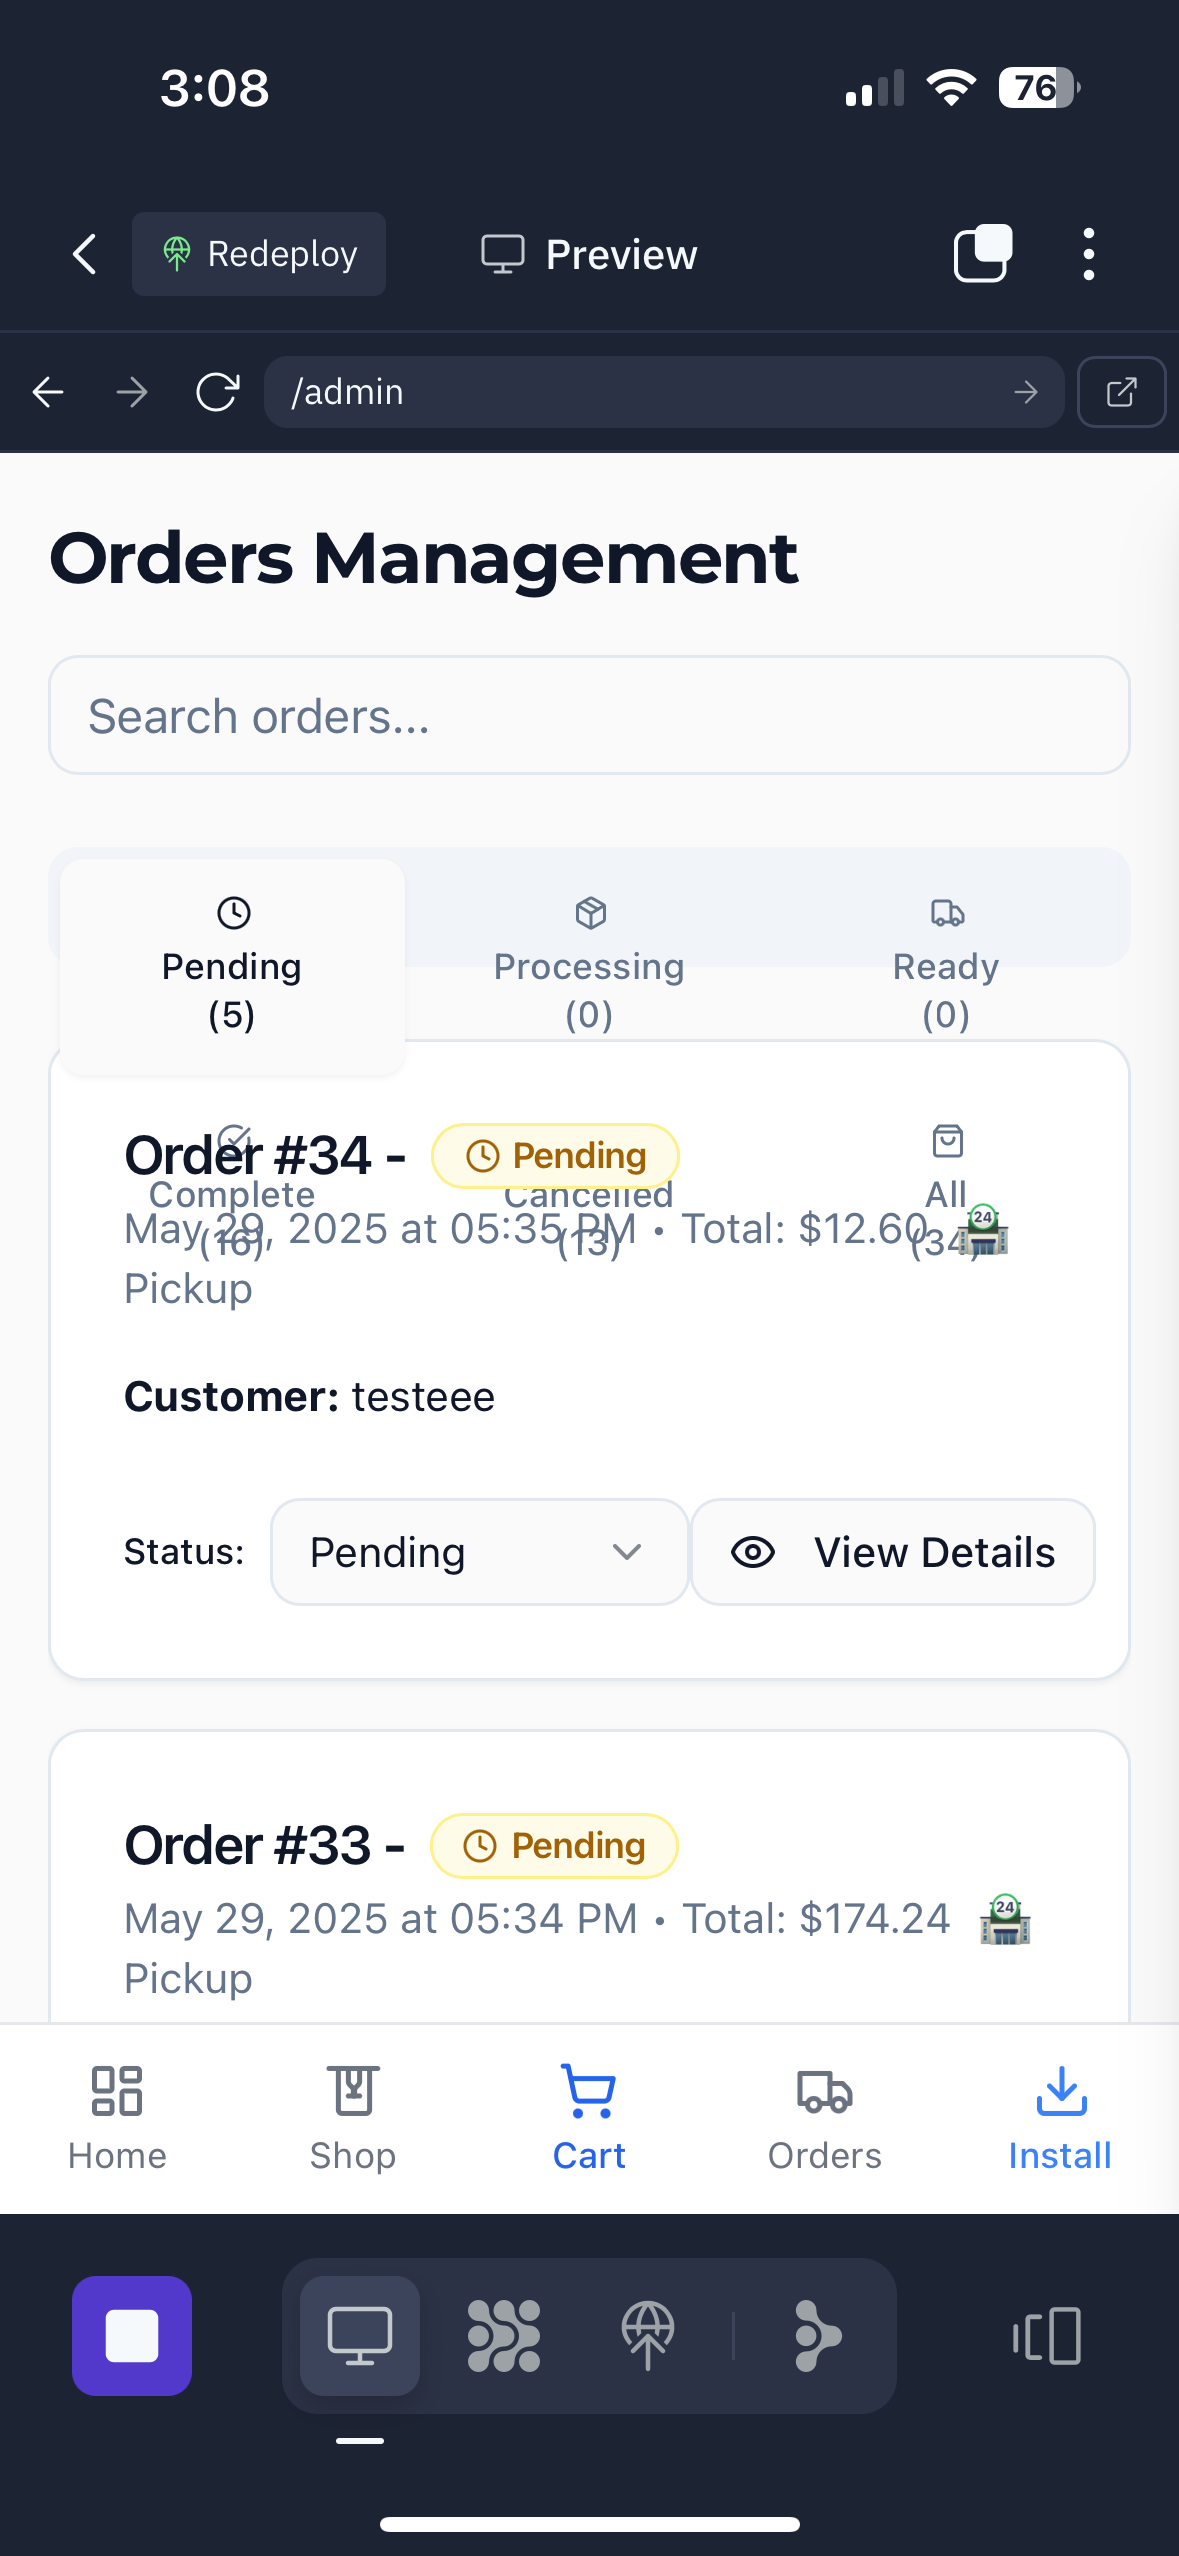 3:08
76
Redeploy
Preview
/admin
Orders Management
Search orders...
Pending
(5)
Processing
(0)
Ready
(0)
Complete
(16)
Cancelled
(13)
All
(34)
Order #34 -
Pending
May 29, 2025 at 05:35 PM • Total: $12.60
24
Pickup
Customer: testeee
Status:
Pending
View Details
Order #33 -
Pending
May 29, 2025 at 05:34 PM • Total: $174.24
24
Pickup
Home
Shop
Cart
Orders
Install